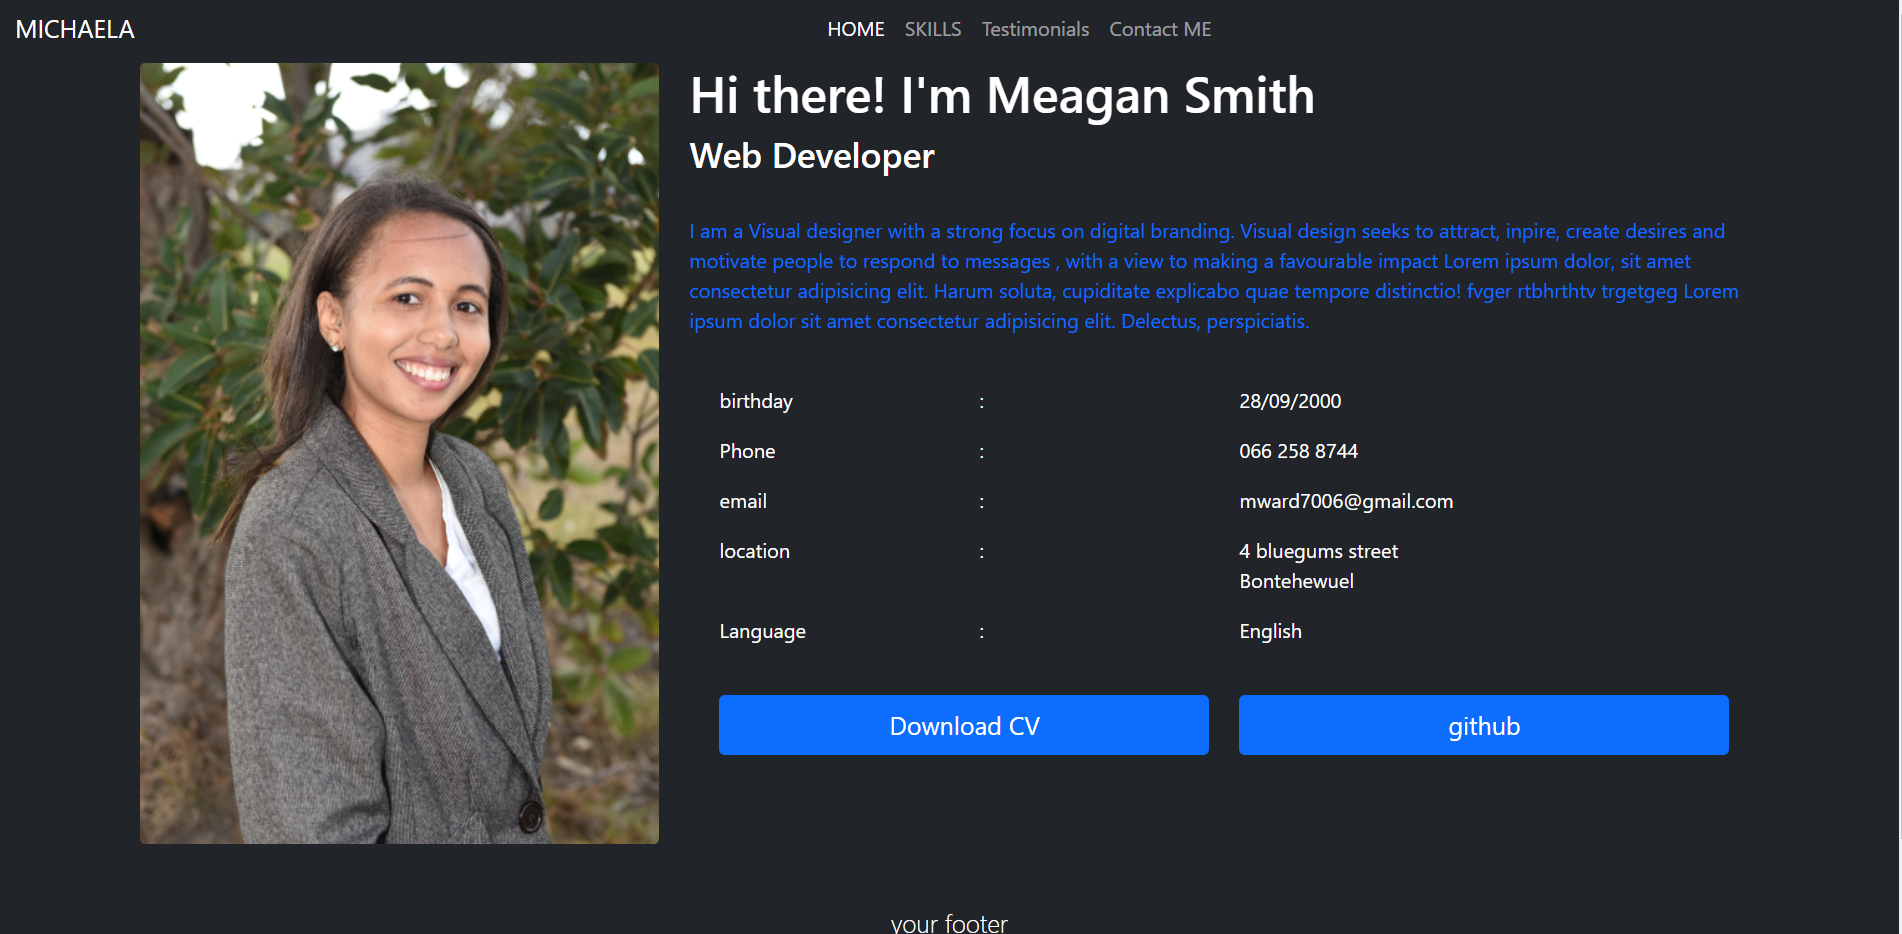 MICHAELA
HOME SKILLS Testimonials Contact ME
Hi there! I'm Meagan Smith
Web Developer
I am a Visual designer with a strong focus on digital branding. Visual design seeks to attract, inpire, create desires and
motivate people to respond to messages , with a view to making a favourable impact Lorem ipsum dolor, sit amet
consectetur adipisicing elit. Harum soluta, cupiditate explicabo quae tempore distinctio! fvger rtbhrthtv trgetgeg Lorem
ipsum dolor sit amet consectetur adipisicing elit. Delectus, perspiciatis.
birthday : 28/09/2000
Phone : 066 258 8744
email : mward7006@gmail.com
location : 4 bluegums street
Bontehewuel
Language : English
Download CV github
your footer